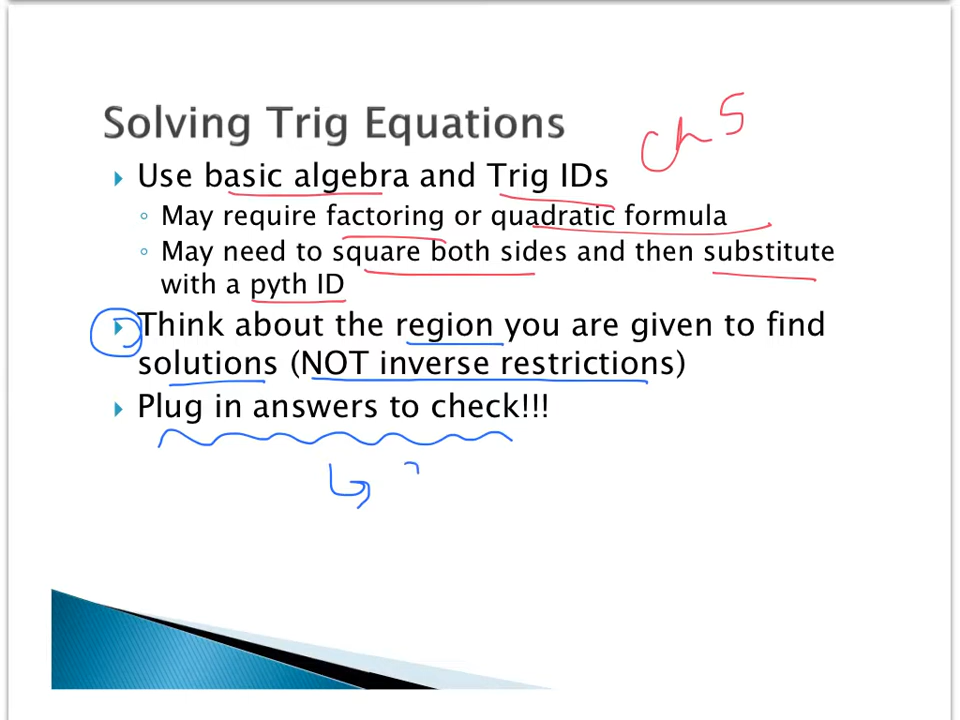 Solving Trig Equations
Ch 5
Use basic algebra and Trig IDs
May require factoring or quadratic formula
May need to square both sides and then substitute
with a pyth ID
Think about the region you are given to find
solutions (NOT inverse restrictions)
Plug in answers to check!!!